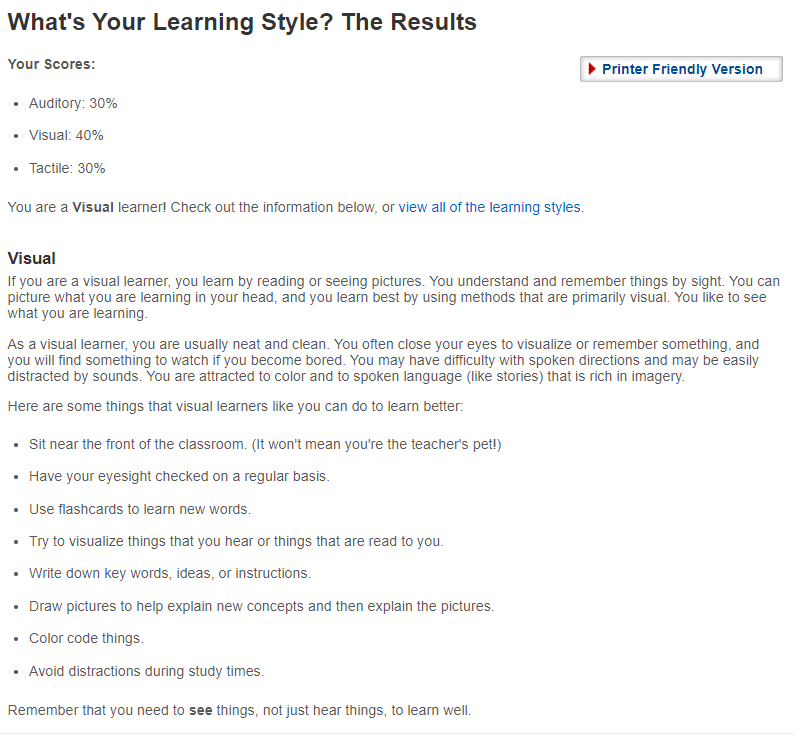 What's Your Learning Style? The Results
Your Scores:
Printer Friendly Version
Auditory: 30%
Visual: 40%
Tactile: 30%
You are a Visual learner! Check out the information below, or view all of the learning styles.
Visual
If you are a visual learner, you learn by reading or seeing pictures. You understand and remember things by sight. You can
picture what you are learning in your head, and you learn best by using methods that are primarily visual. You like to see
what you are learning.
As a visual learner, you are usually neat and clean. You often close your eyes to visualize or remember something, and
you will find something to watch if you become bored. You may have difficulty with spoken directions and may be easily
distracted by sounds. You are attracted to color and to spoken language (like stories) that is rich in imagery.
Here are some things that visual learners like you can do to learn better:
Sit near the front of the classroom. (It won't mean you're the teacher's pet!)
Have your eyesight checked on a regular basis.
Use flashcards to learn new words.
Try to visualize things that you hear or things that are read to you.
Write down key words, ideas, or instructions.
Draw pictures to help explain new concepts and then explain the pictures.
Color code things.
Avoid distractions during study times.
Remember that you need to see things, not just hear things, to learn well.